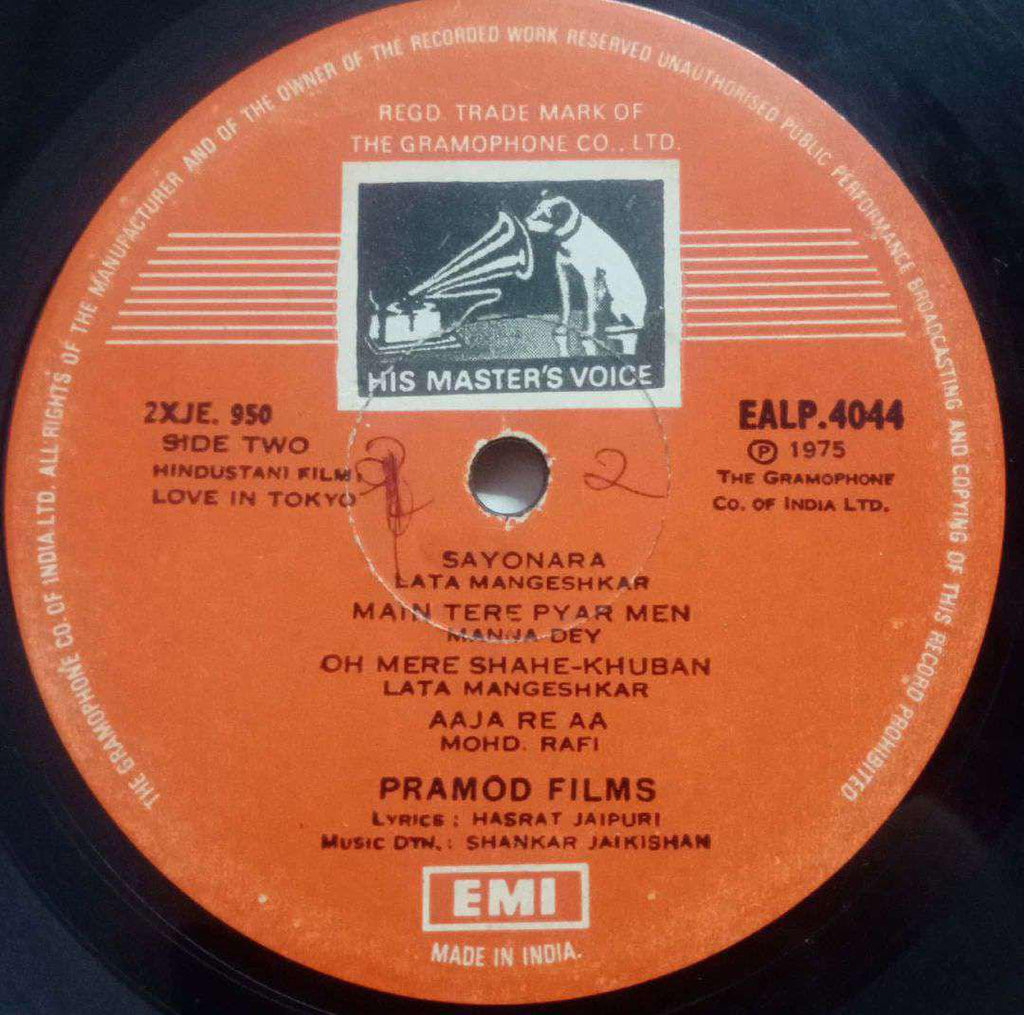 THE GRAMOPHONE CO. OF INDIA LTD. ALL RIGHTS OF THE MANUFACTURER AND OF THE OWNER OF THE RECORDED WORK RESERVED UNAUTHORISED PUBLIC PERFORMANCE BROADCASTING AND COPYING OF THIS RECORD PROHIBITED
REGD. TRADE MARK OF
THE GRAMOPHONE CO., LTD.
HIS MASTER'S VOICE
2XJE. 950
SIDE TWO
HINDUSTANI FILM:
LOVE IN TOKYO
EALP.4044
Ⓟ 1975
THE GRAMOPHONE
CO. OF INDIA LTD.
2
SAYONARA
LATA MANGESHKAR
MAIN TERE PYAR MEN
MANNA DEY
OH MERE SHAHE-KHUBAN
LATA MANGESHKAR
AAJA RE AA
MOHD. RAFI
PRAMOD FILMS
LYRICS : HASRAT JAIPURI
MUSIC DTN. : SHANKAR JAIKISHAN
EMI
MADE IN INDIA.